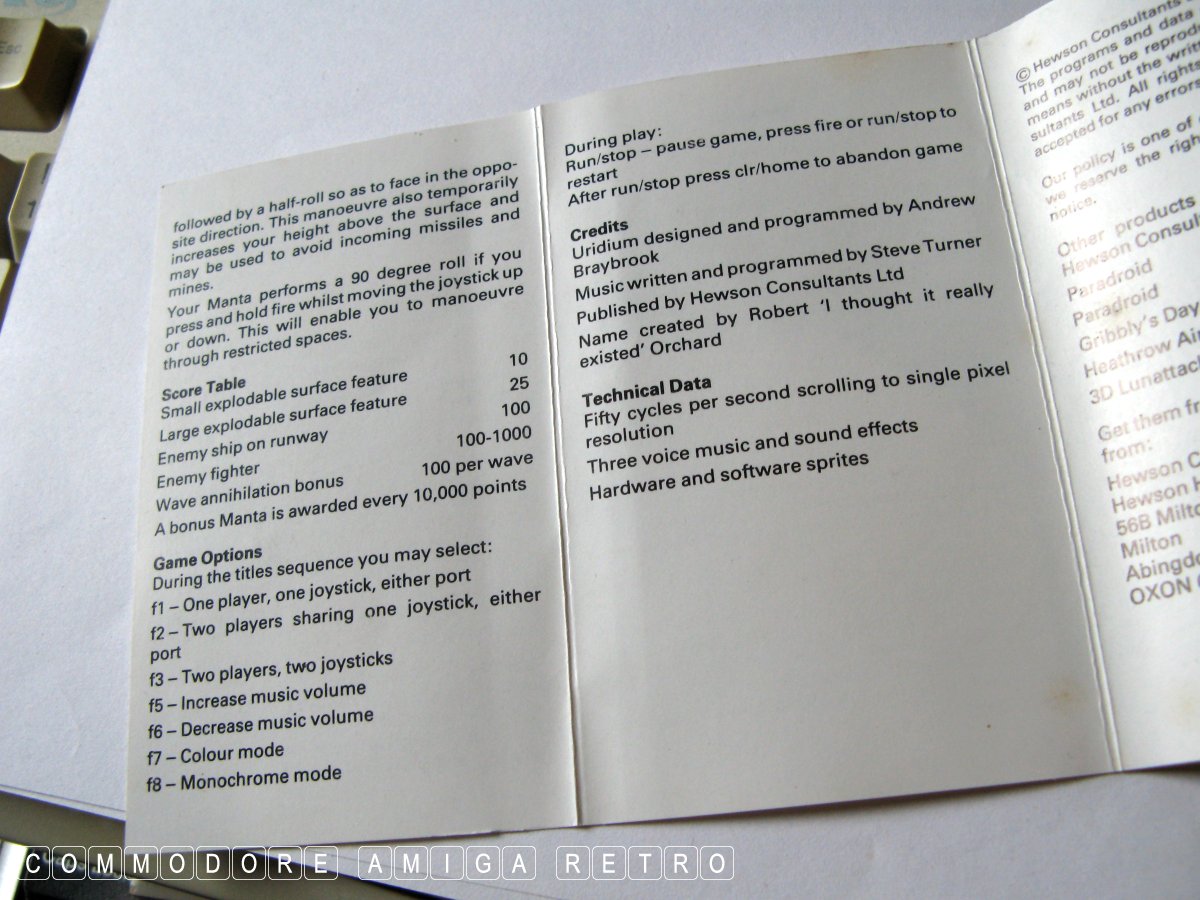 followed by a half-roll so as to face in the oppo-
site direction. This manoeuvre also temporarily
increases your height above the surface and
may be used to avoid incoming missiles and
mines.
Your Manta performs a 90 degree roll if you
press and hold fire whilst moving the joystick up
or down. This will enable you to manoeuvre
through restricted spaces.
Score Table
Small explodable surface feature 10
Large explodable surface feature 25
Enemy ship on runway 100
Enemy fighter 100-1000
Wave annihilation bonus 100 per wave
A bonus Manta is awarded every 10,000 points
Game Options
During the titles sequence you may select:
f1 – One player, one joystick, either port
f2 – Two players sharing one joystick, either
port
f3 – Two players, two joysticks
f5 – Increase music volume
f6 – Decrease music volume
f7 – Colour mode
f8 – Monochrome mode
During play:
Run/stop – pause game, press fire or run/stop to
restart
After run/stop press clr/home to abandon game
Credits
Uridium designed and programmed by Andrew
Braybrook
Music written and programmed by Steve Turner
Published by Hewson Consultants Ltd
Name created by Robert 'I thought it really
existed' Orchard
Technical Data
Fifty cycles per second scrolling to single pixel
resolution
Three voice music and sound effects
Hardware and software sprites
© Hewson Consultants
The programs and data
and may not be reprod
means without the writ
sultants Ltd. All rights
accepted for any errors
Our policy is one of
we reserve the righ
notice.
Other products
Hewson Consul
Paradroid
Paradroid
Gribbly's Day
Heathrow Air
3D Lunattack
Get them fr
from:
Hewson C
Hewson H
56B Milto
Milton
Abingdo
OXON
Esc
COMMODORE AMIGA RETRO